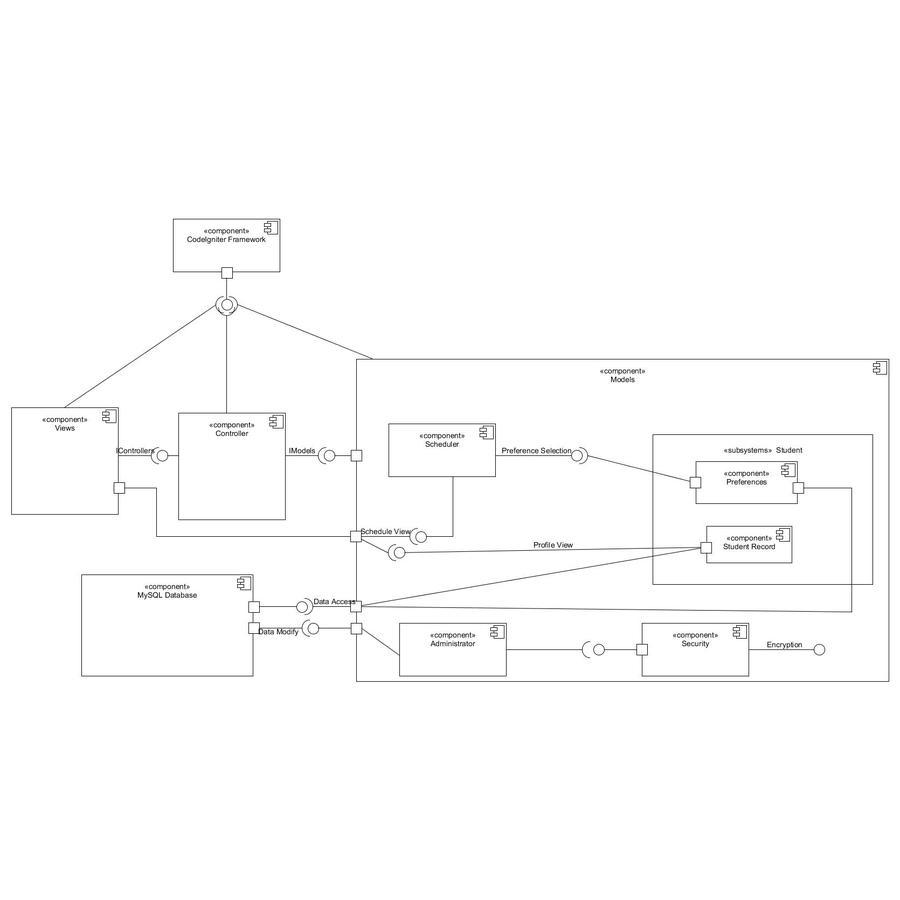 «component»
CodeIgniter Framework
«component»
Models
«component»
Views
«component»
Controller
«component»
Scheduler
IControllers
IModels
Preference Selection
«subsystems» Student
«component»
Preferences
Schedule View
Profile View
«component»
Student Record
«component»
MySQL Database
Data Access
Data Modify
«component»
Administrator
«component»
Security
Encryption